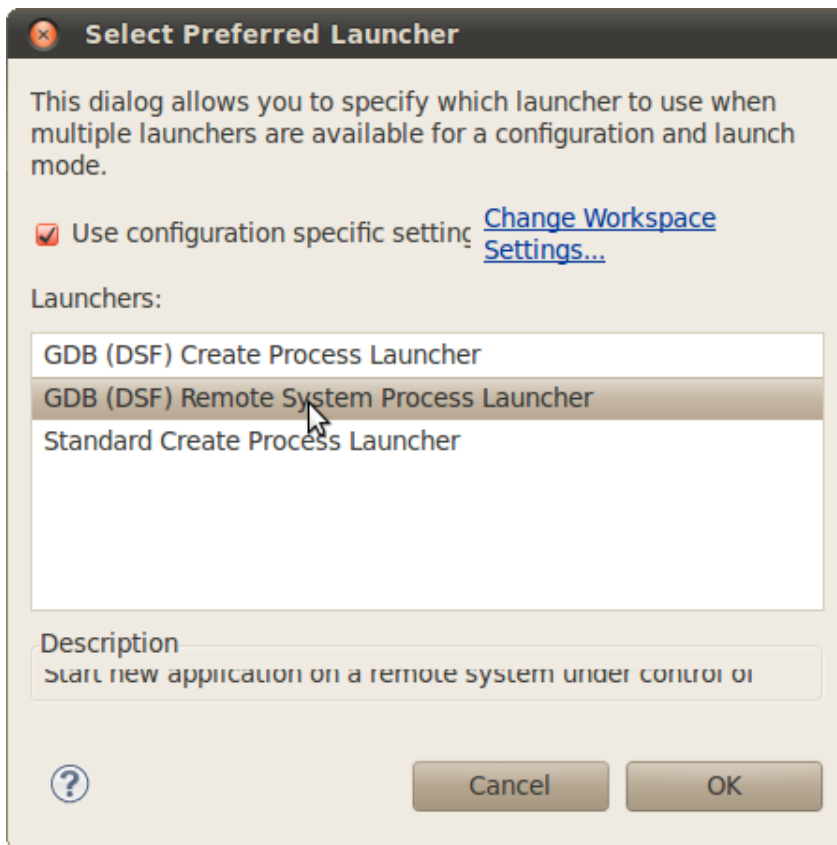 Select Preferred Launcher
This dialog allows you to specify which launcher to use when
multiple launchers are available for a configuration and launch
mode.
Use configuration specific setting
Change Workspace
Settings...
Launchers:
GDB (DSF) Create Process Launcher
GDB (DSF) Remote System Process Launcher
Standard Create Process Launcher
Description
Start new application on a remote system under control of
Cancel
OK